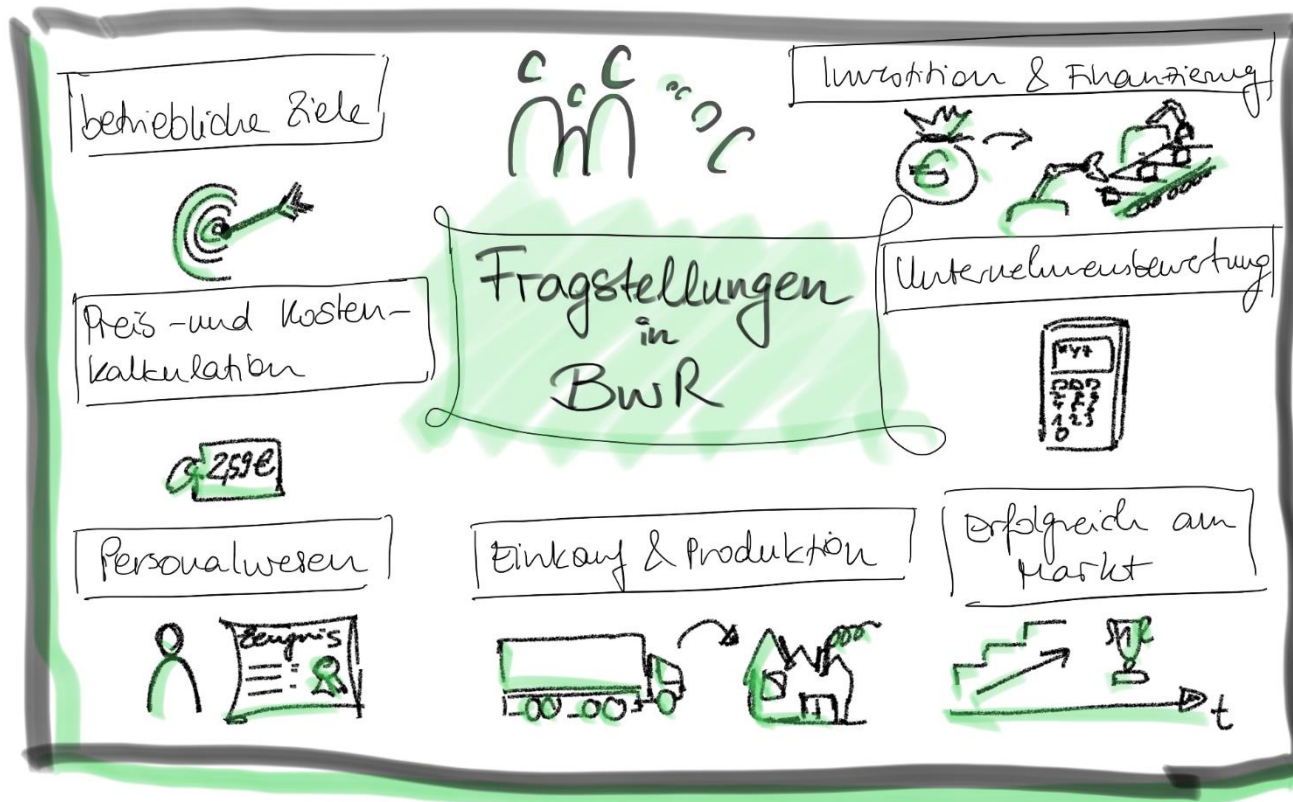 betriebliche Ziele
Investition & Finanzierung
€
Fragstellungen
in
BwR
Unternehmensbewertung
Preis- und Kosten-
kalkulation
2,59€
Personalwesen
Zeugnis
Einkauf & Produktion
Erfolgreich am
Markt
t